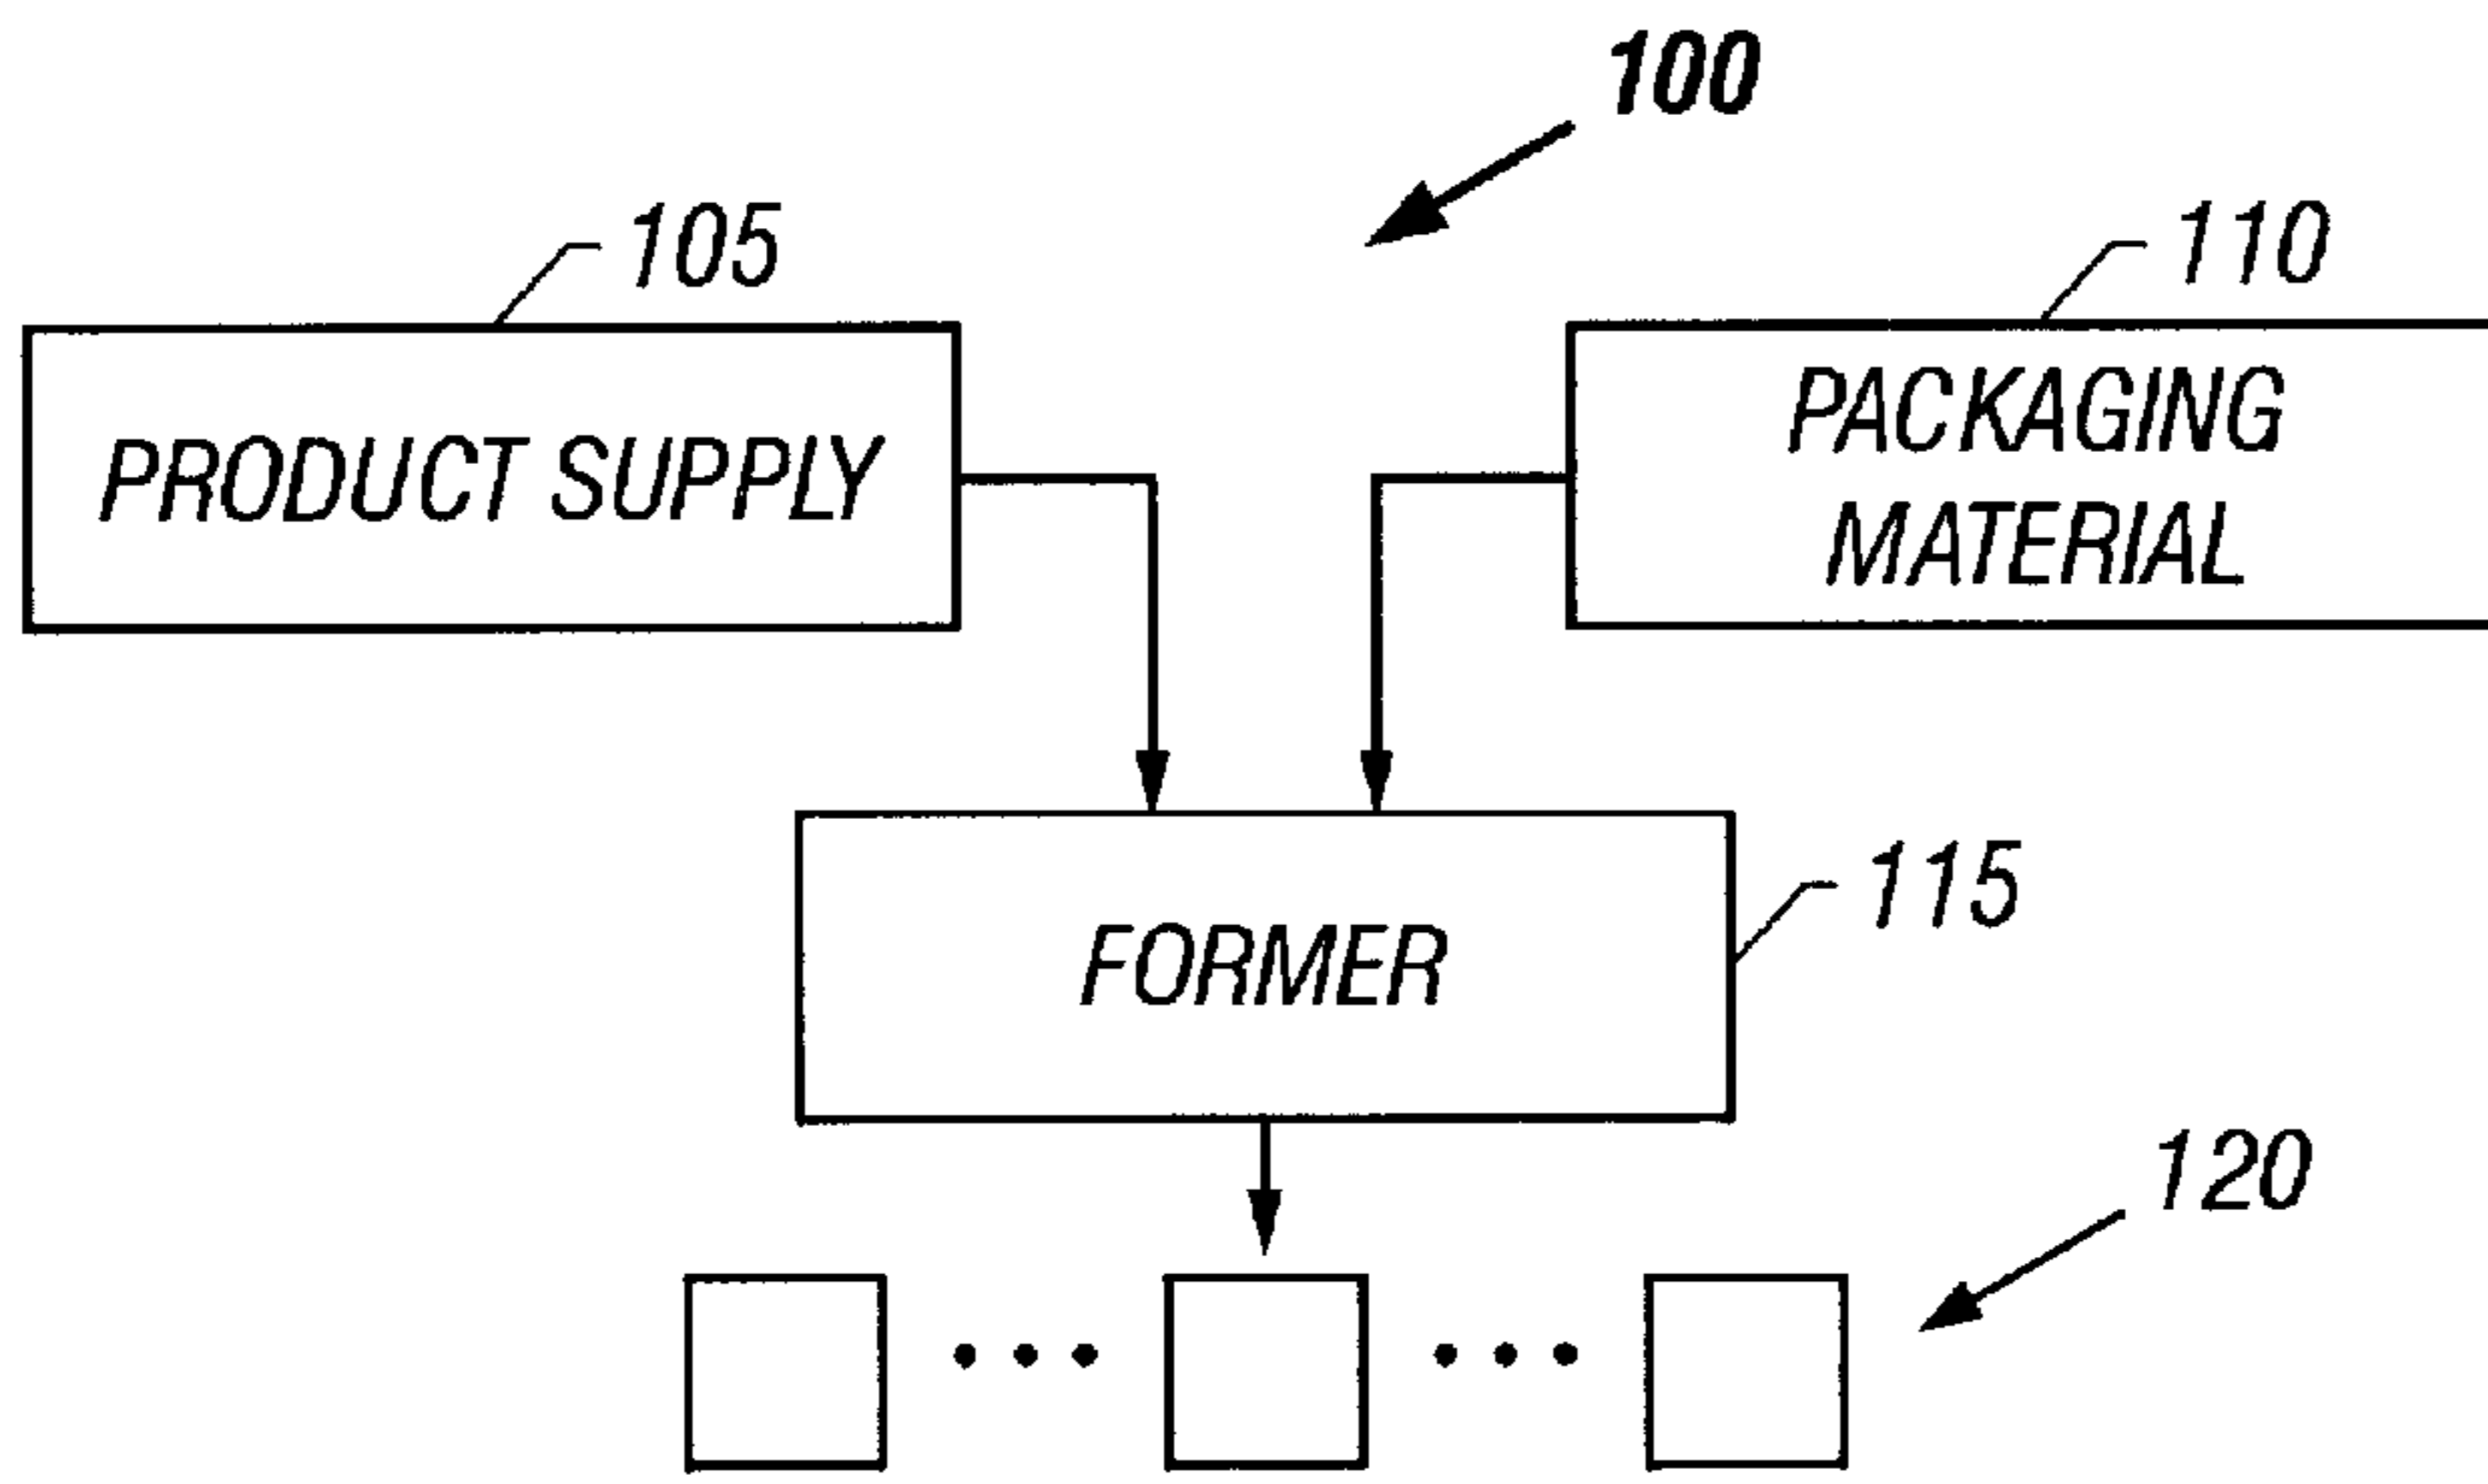 100
105
110
PRODUCT SUPPLY
PACKAGING
MATERIAL
FORMER
115
120